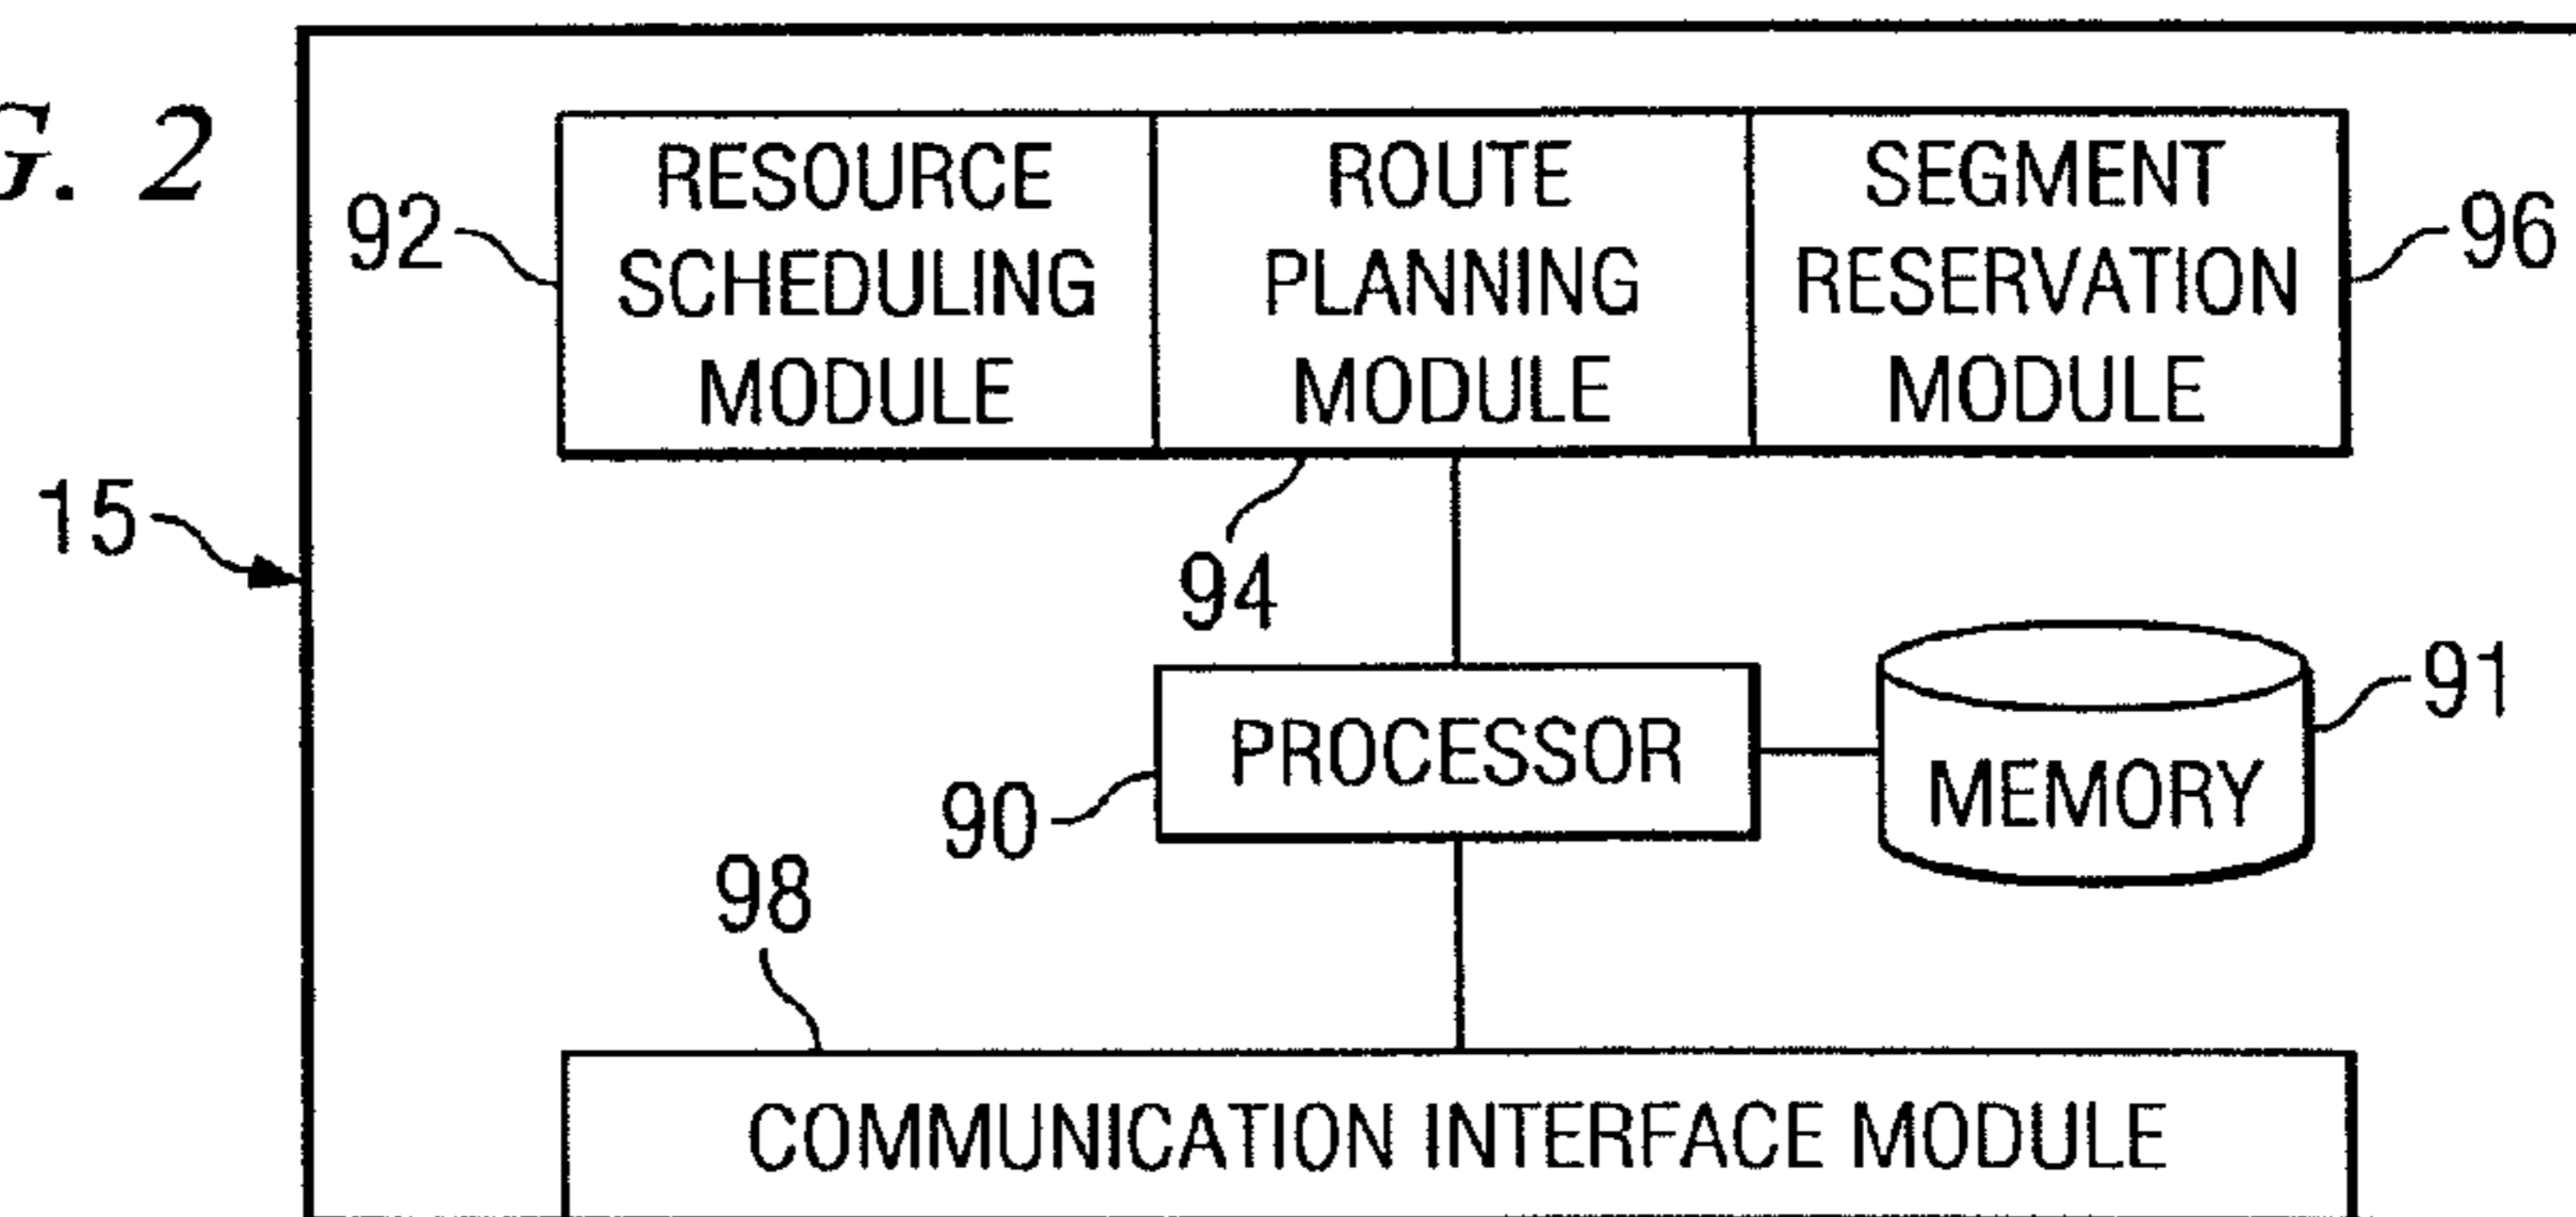 G. 2
RESOURCE
SCHEDULING
MODULE
ROUTE
PLANNING
MODULE
SEGMENT
RESERVATION
MODULE
92
96
15
94
PROCESSOR
90
MEMORY
91
98
COMMUNICATION INTERFACE MODULE